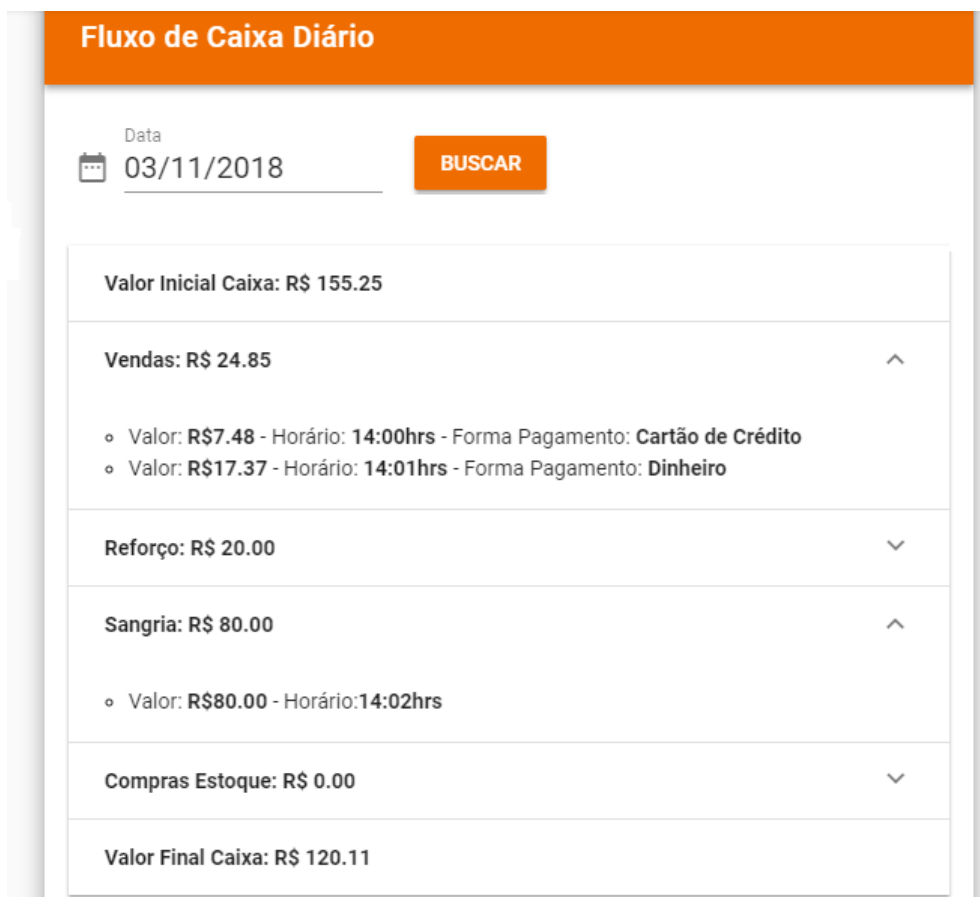 Fluxo de Caixa Diário
Data
03/11/2018
BUSCAR
Valor Inicial Caixa: R$ 155.25
Vendas: R$ 24.85
Valor: R$7.48 - Horário: 14:00hrs - Forma Pagamento: Cartão de Crédito
Valor: R$17.37 - Horário: 14:01hrs - Forma Pagamento: Dinheiro
Reforço: R$ 20.00
Sangria: R$ 80.00
Valor: R$80.00 - Horário:14:02hrs
Compras Estoque: R$ 0.00
Valor Final Caixa: R$ 120.11